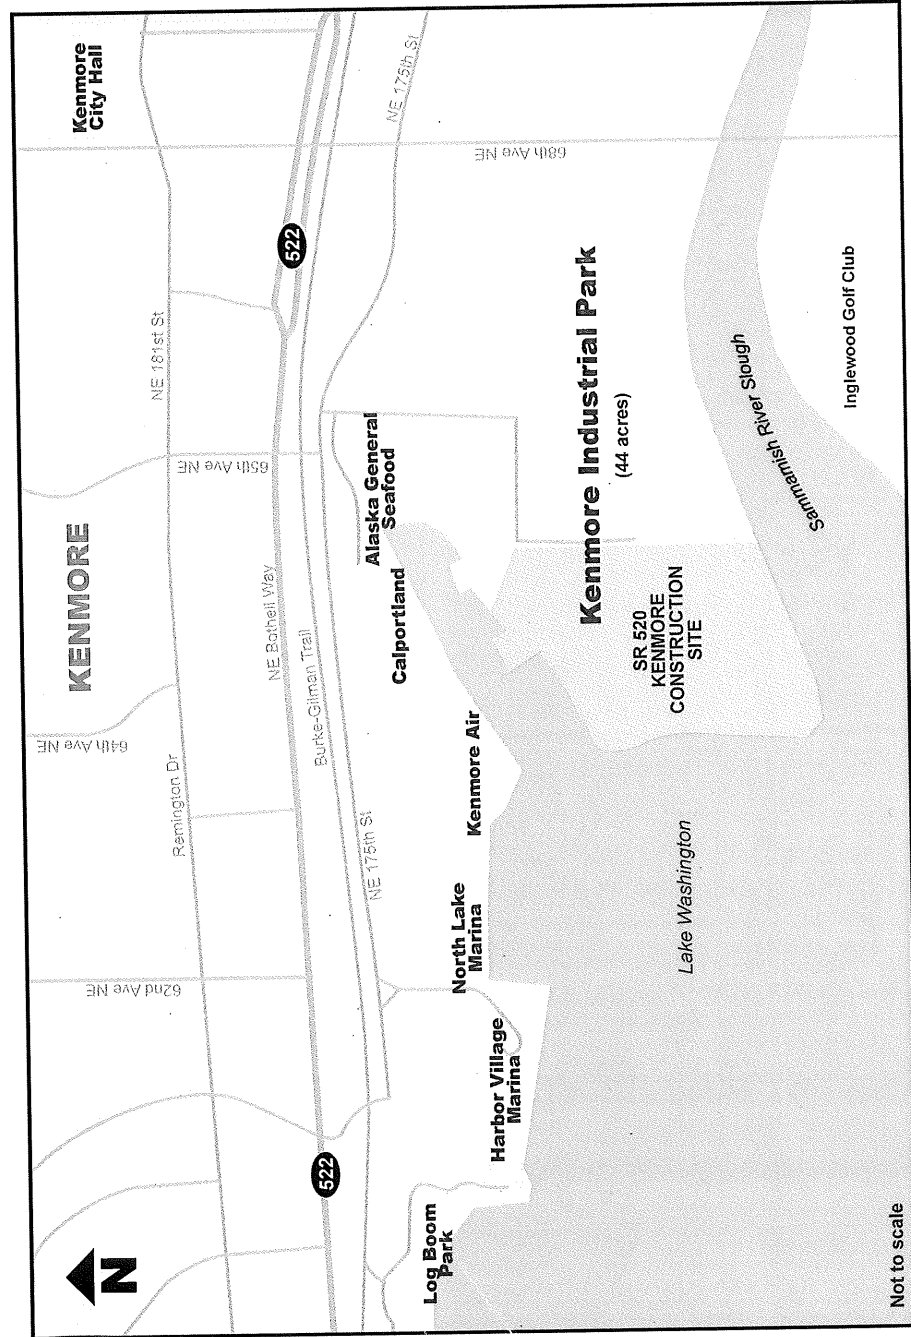 Kenmore
City Hall
KENMORE
N
64th Ave NE
NE 181st St
Remington Dr
65th Ave NE
62nd Ave NE
522
NE Bothell Way
522
Burke-Gilman Trail
NE 175th St
NE 175th St
68th Ave NE
Alaska General
Seafood
Calportland
Kenmore Air
North Lake
Marina
Harbor Village
Marina
Log Boom
Park
Kenmore Industrial Park
(44 acres)
SR 520
KENMORE
CONSTRUCTION
SITE
Lake Washington
Sammamish River Slough
Inglewood Golf Club
Not to scale